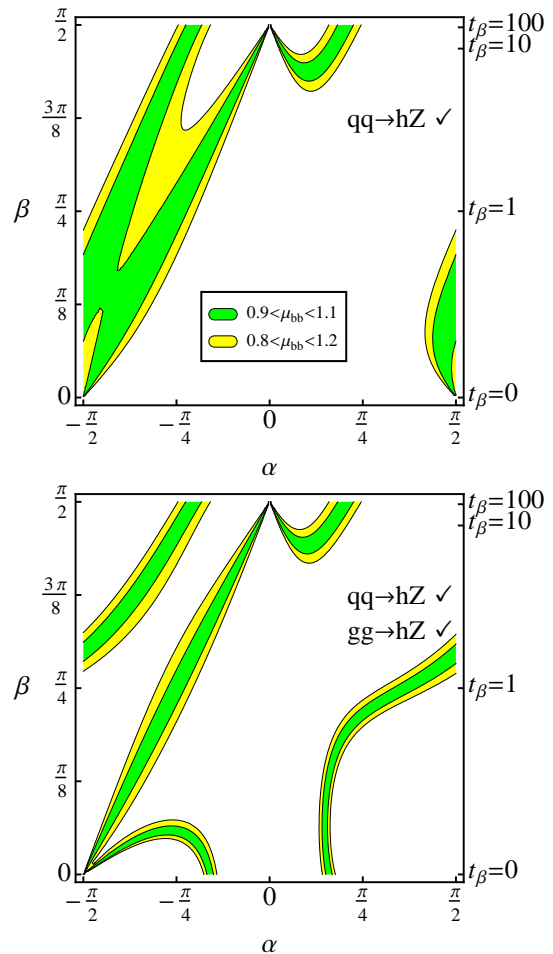 π/2
3π/8
π/4
π/8
0
β
t_β=100
t_β=10
t_β=1
t_β=0
qq→hZ ✓
0.9<μ_bb<1.1
0.8<μ_bb<1.2
−π/2 −π/4 0 π/4 π/2
α
π/2
3π/8
π/4
π/8
0
β
t_β=100
t_β=10
t_β=1
t_β=0
qq→hZ ✓
gg→hZ ✓
−π/2 −π/4 0 π/4 π/2
α